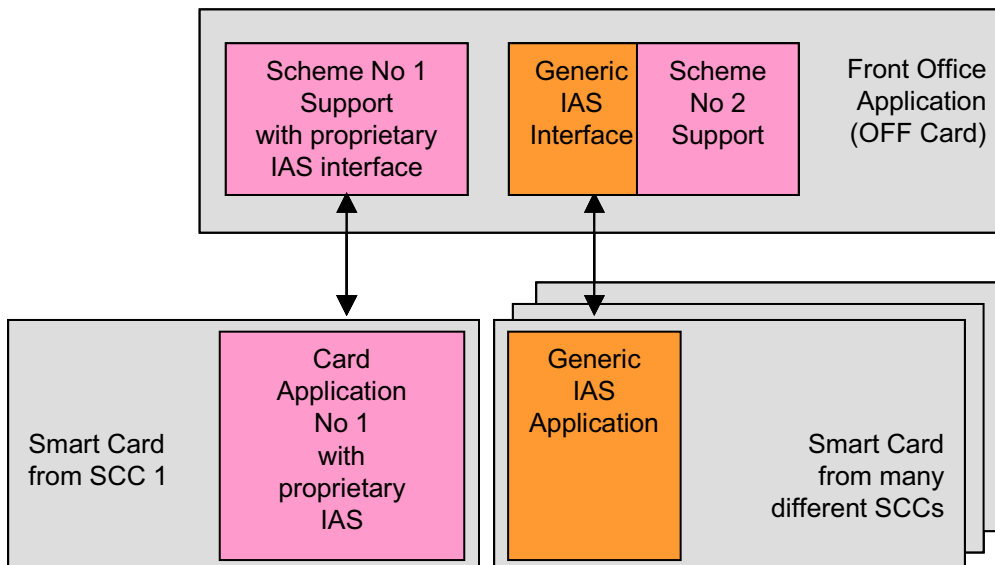 Scheme No 1
Support
with proprietary
IAS interface
Generic
IAS
Interface
Scheme
No 2
Support
Front Office
Application
(OFF Card)
Smart Card
from SCC 1
Card
Application
No 1
with
proprietary
IAS
Generic
IAS
Application
Smart Card
from many
different SCCs